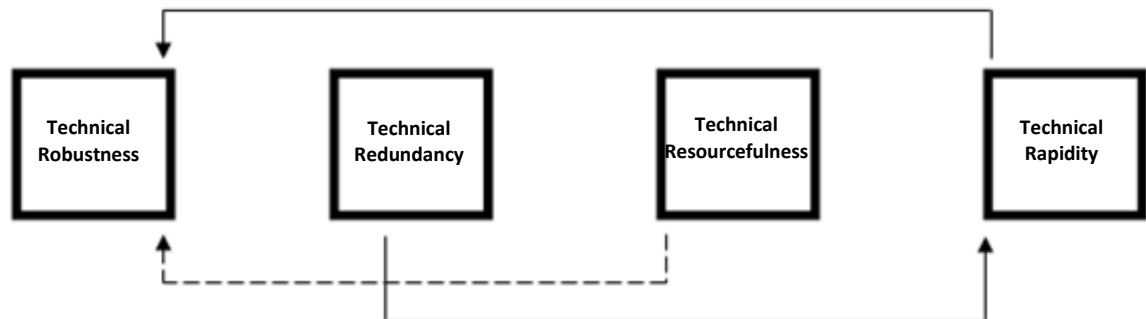 Technical
Robustness
Technical
Redundancy
Technical
Resourcefulness
Technical
Rapidity